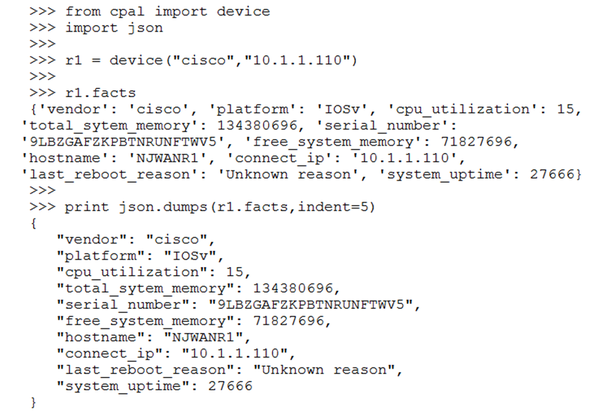 >>> from cpal import device
>>> import json
>>>
>>> r1 = device("cisco","10.1.1.110")
>>>
>>> r1.facts
{'vendor': 'cisco', 'platform': 'IOSv', 'cpu_utilization': 15,
'total_sytem_memory': 134380696, 'serial_number':
'9LBZGAFZKPBTNRUNFTWV5', 'free_system_memory': 71827696,
'hostname': 'NJWANR1', 'connect_ip': '10.1.1.110',
'last_reboot_reason': 'Unknown reason', 'system_uptime': 27666}
>>>
>>> print json.dumps(r1.facts,indent=5)
{
"vendor": "cisco",
"platform": "IOSv",
"cpu_utilization": 15,
"total_sytem_memory": 134380696,
"serial_number": "9LBZGAFZKPBTNRUNFTWV5",
"free_system_memory": 71827696,
"hostname": "NJWANR1",
"connect_ip": "10.1.1.110",
"last_reboot_reason": "Unknown reason",
"system_uptime": 27666
}